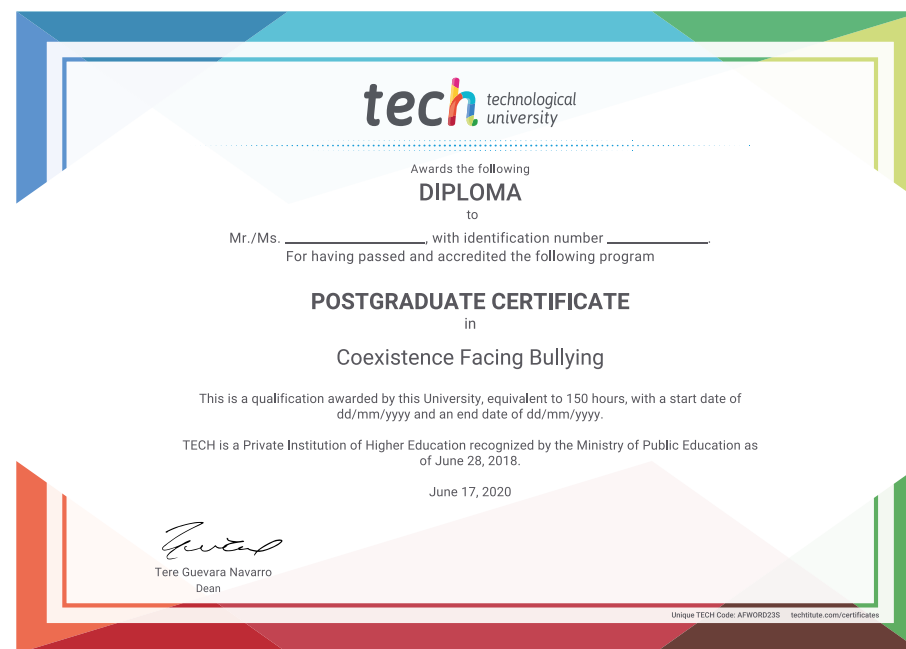 tech technological
university
Awards the following
DIPLOMA
to
Mr./Ms. ____________, with identification number ____________.
For having passed and accredited the following program
POSTGRADUATE CERTIFICATE
in
Coexistence Facing Bullying
This is a qualification awarded by this University, equivalent to 150 hours, with a start date of
dd/mm/yyyy and an end date of dd/mm/yyyy.
TECH is a Private Institution of Higher Education recognized by the Ministry of Public Education as
of June 28, 2018.
June 17, 2020
Tere Guevara Navarro
Dean
Unique TECH Code: AFWORD23S techtitute.com/certificates